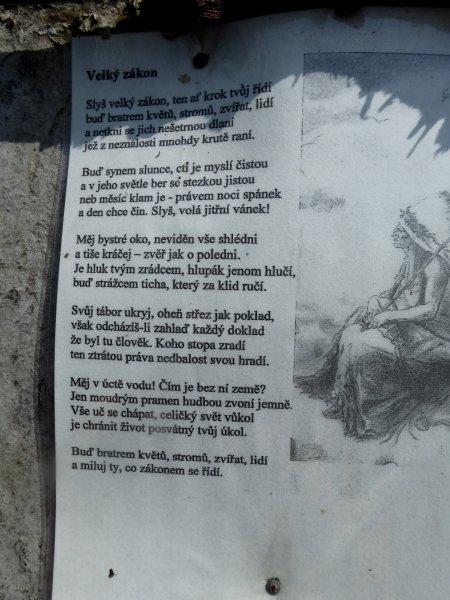 Velký zákon
Slyš velký zákon, ten ať krok tvůj řídí
buď bratrem květů, stromů, zvířat, lidí
a netkni se jich nešetrnou dlaní
jež z neznalosti mnohdy krutě raní.
Buď synem slunce, cti je myslí čistou
a v jeho světle ber se stezkou jistou
neb měsíc klam je - právem noci spánek
a den chce čin. Slyš, volá jitřní vánek!
Měj bystré oko, neviděn vše shlédni
a tiše kráčej – zvěř jak o poledni.
Je hluk tvým zrádcem, hlupák jenom hlučí,
buď strážcem ticha, který za klid ručí.
Svůj tábor ukryj, oheň střez jak poklad,
však odcházíš-li zahlaď každý doklad
že byl tu člověk. Koho stopa zradí
ten ztrátou práva nedbalost svou hradí.
Měj v úctě vodu! Čím je bez ní země?
Jen moudrým pramen hudbou zvoní jemně.
Vše uč se chápat, celičký svět vůkol
je chránit život posvátný tvůj úkol.
Buď bratrem květů, stromů, zvířat, lidí
a miluj ty, co zákonem se řídí.